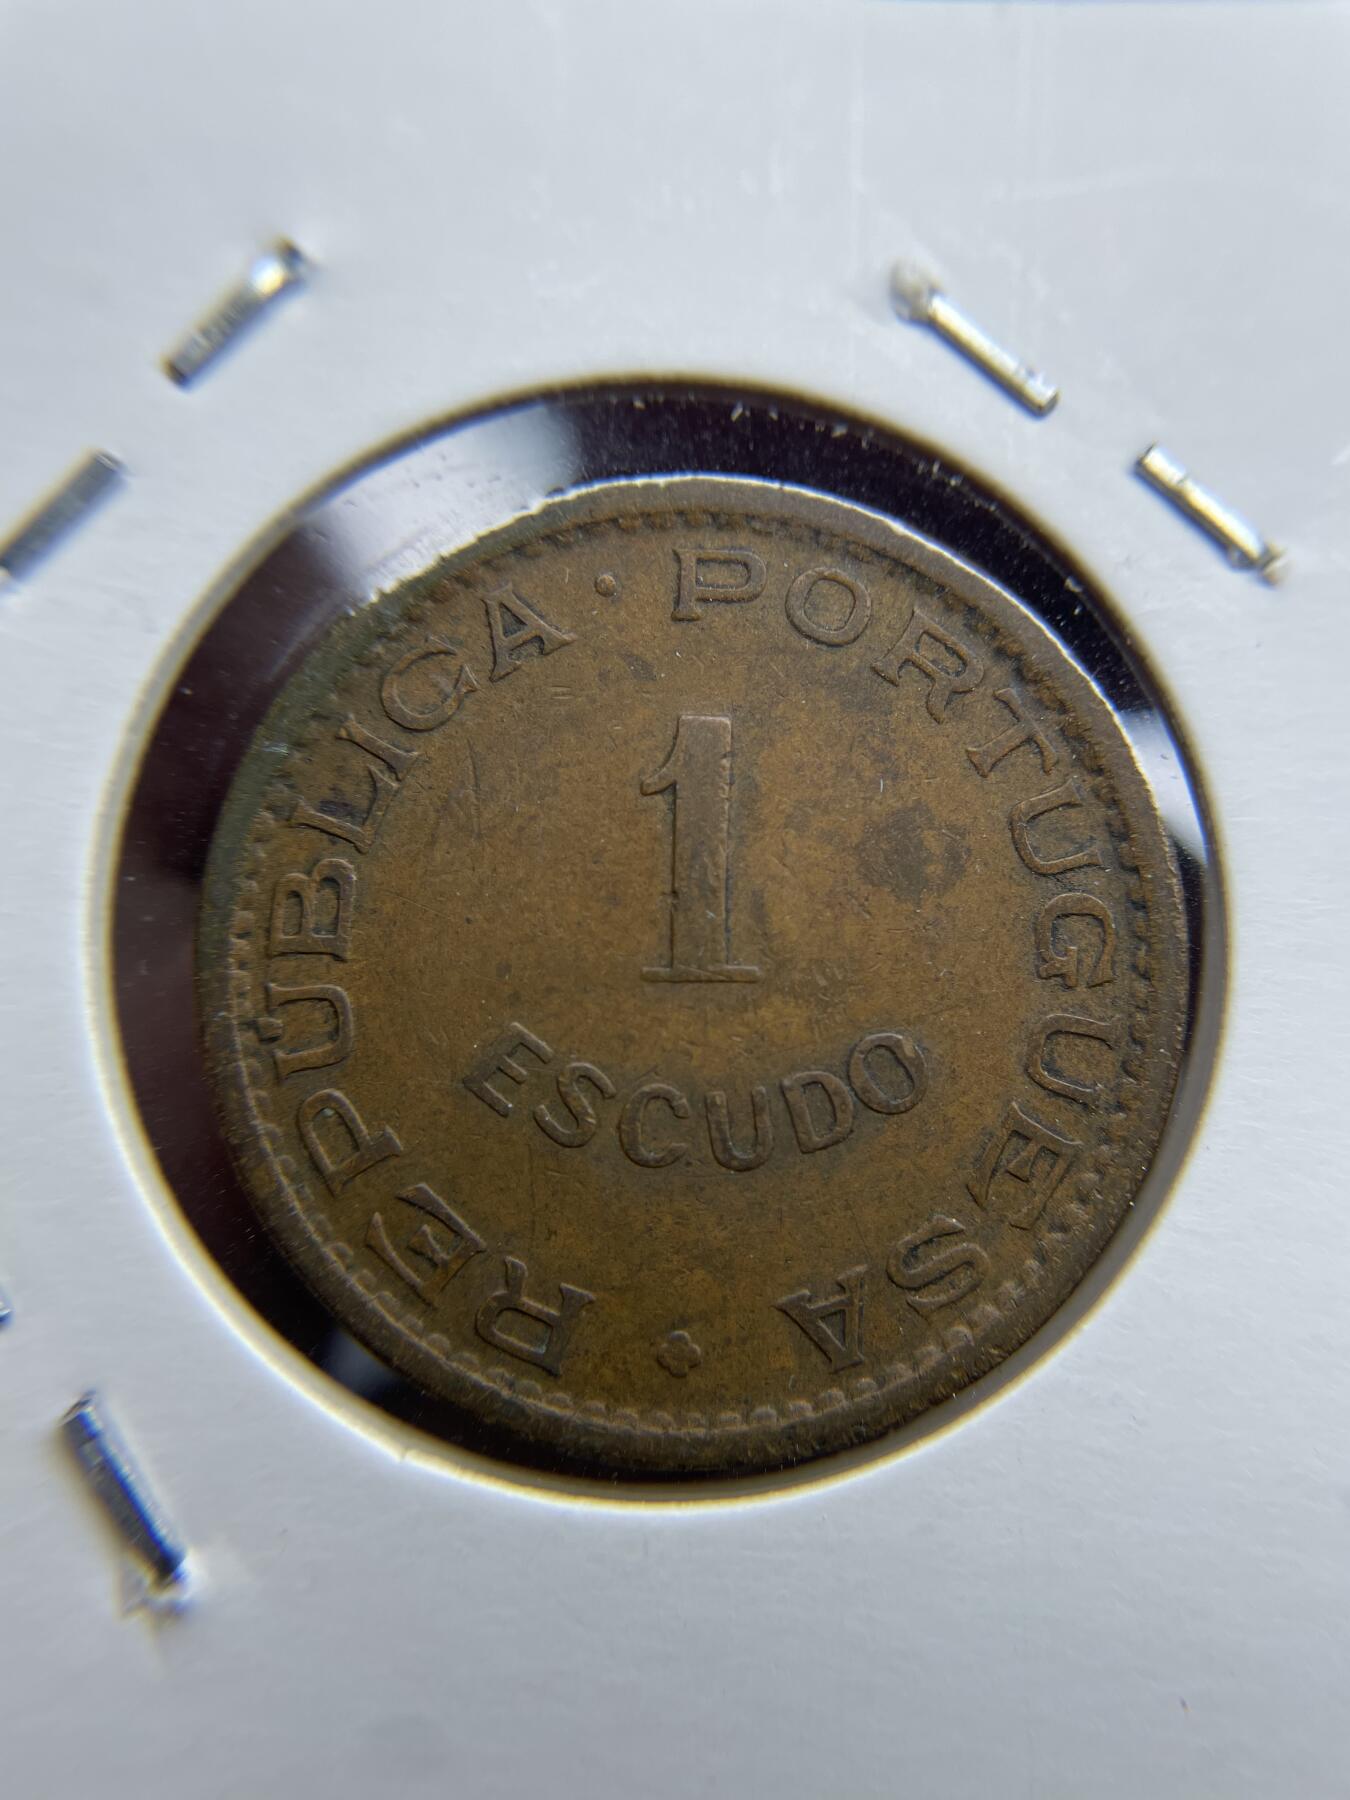 REPÚBLICA · PORTUGUESA
1
ESCUDO